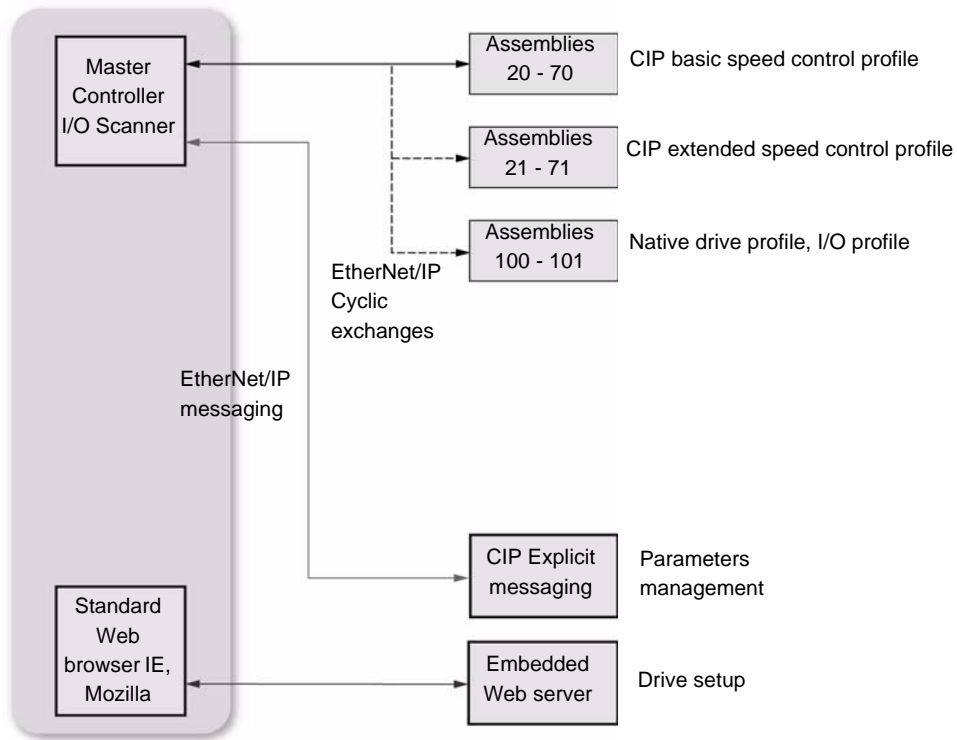 Master
Controller
I/O Scanner
Assemblies
20 - 70
CIP basic speed control profile
Assemblies
21 - 71
CIP extended speed control profile
Assemblies
100 - 101
Native drive profile, I/O profile
EtherNet/IP
Cyclic
exchanges
EtherNet/IP
messaging
CIP Explicit
messaging
Parameters
management
Standard
Web
browser IE,
Mozilla
Embedded
Web server
Drive setup